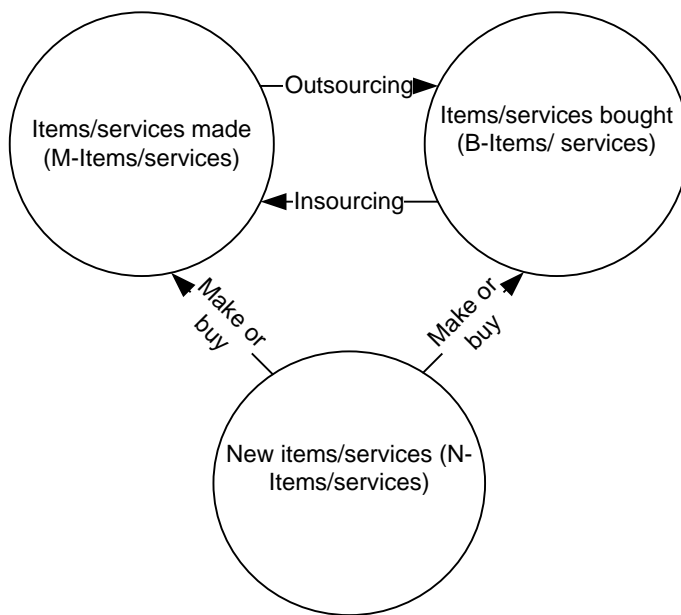 Outsourcing
Items/services made
(M-Items/services)
Items/services bought
(B-Items/ services)
Insourcing
Make or
buy
Make or
buy
New items/services (N-
Items/services)